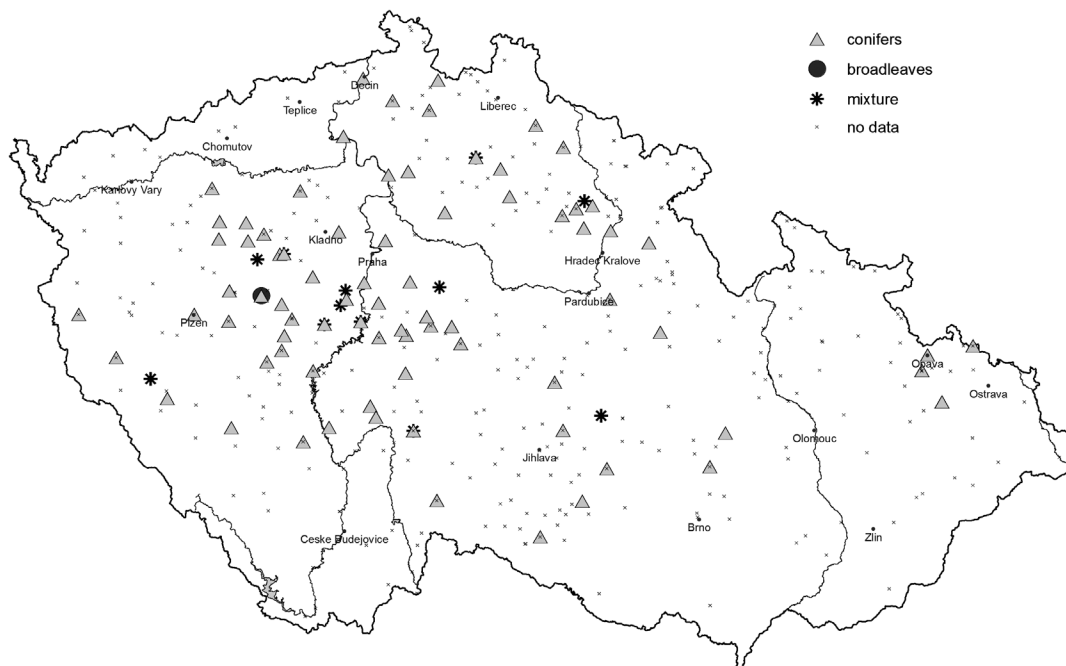 conifers
broadleaves
mixture
no data
Decin
Teplice
Liberec
Chomutov
Karlovy Vary
Kladno
Praha
Hradec Kralove
Pardubice
Plzen
Opava
Ostrava
Olomouc
Jihlava
Brno
Ceske Budejovice
Zlin